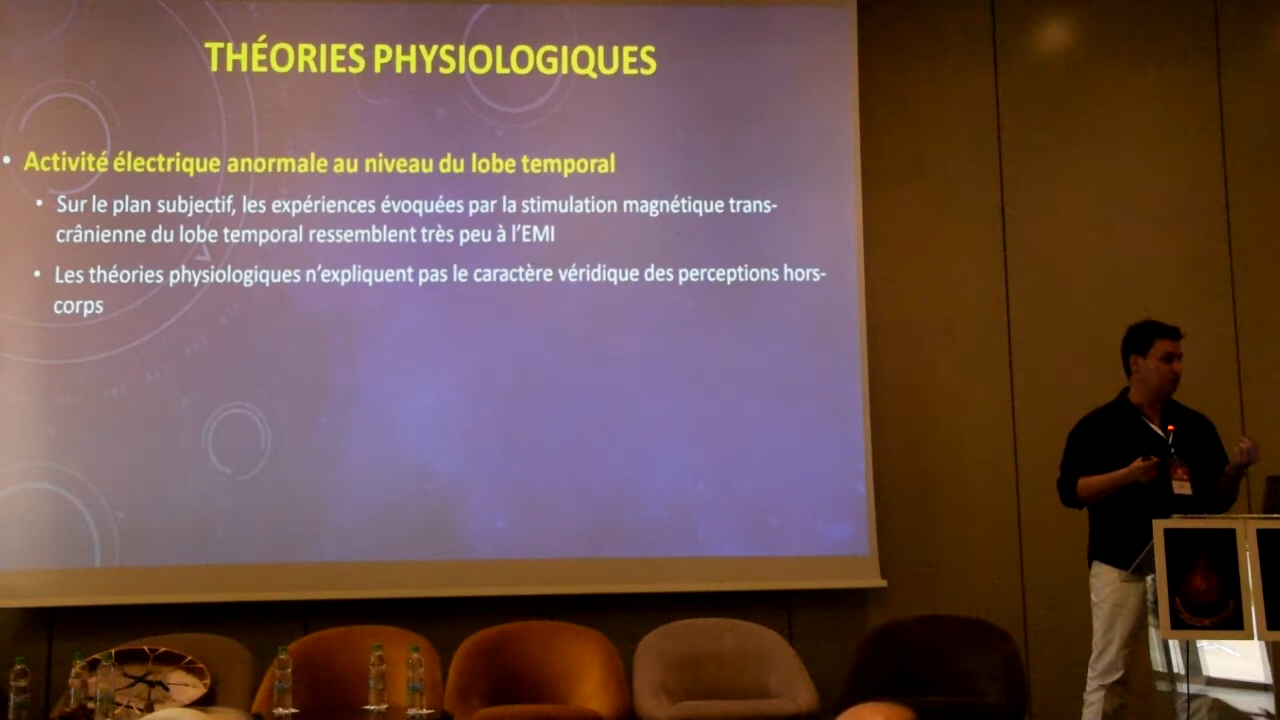 THÉORIES PHYSIOLOGIQUES
• Activité électrique anormale au niveau du lobe temporal
• Sur le plan subjectif, les expériences évoquées par la stimulation magnétique trans-
crânienne du lobe temporal ressemblent très peu à l'EMI
• Les théories physiologiques n'expliquent pas le caractère véridique des perceptions hors-
corps